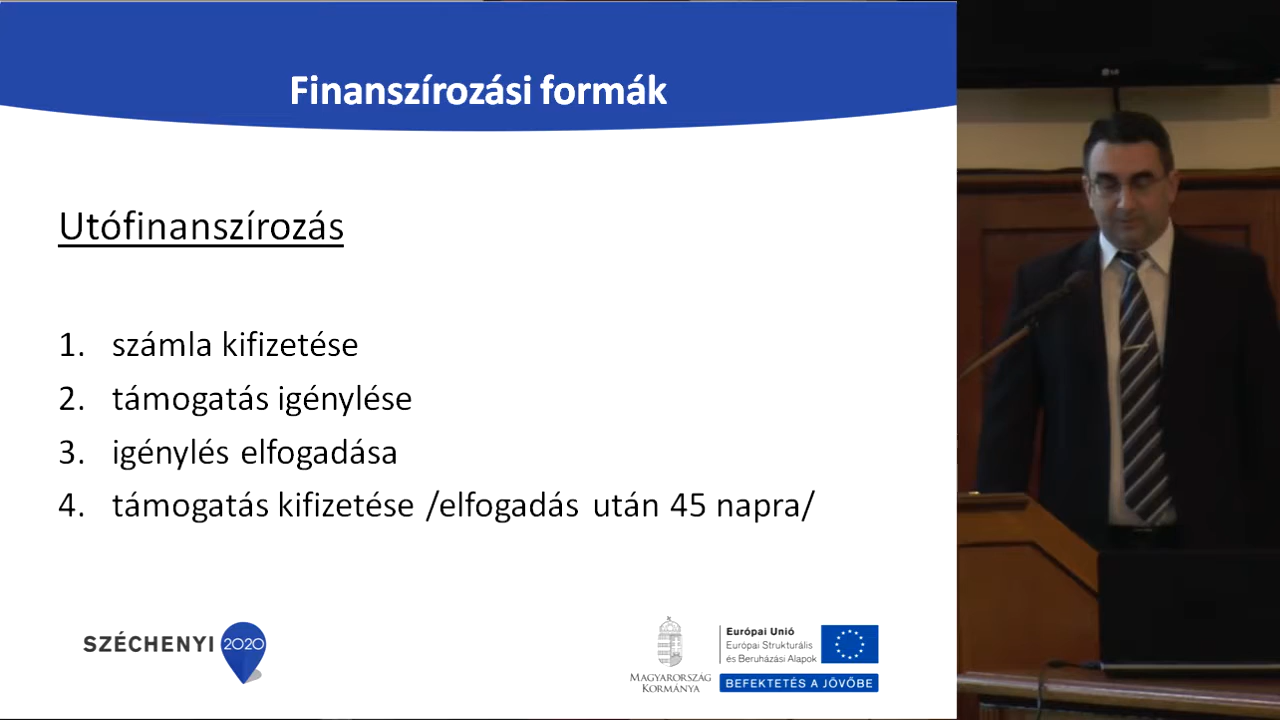 Finanszírozási formák
Utófinanszírozás
1. számla kifizetése
2. támogatás igénylése
3. igénylés elfogadása
4. támogatás kifizetése /elfogadás után 45 napra/
SZÉCHENYI 2020
MAGYARORSZÁG
KORMÁNYA
Európai Unió
Európai Strukturális
és Beruházási Alapok
BEFEKTETÉS A JÖVŐBE
LG